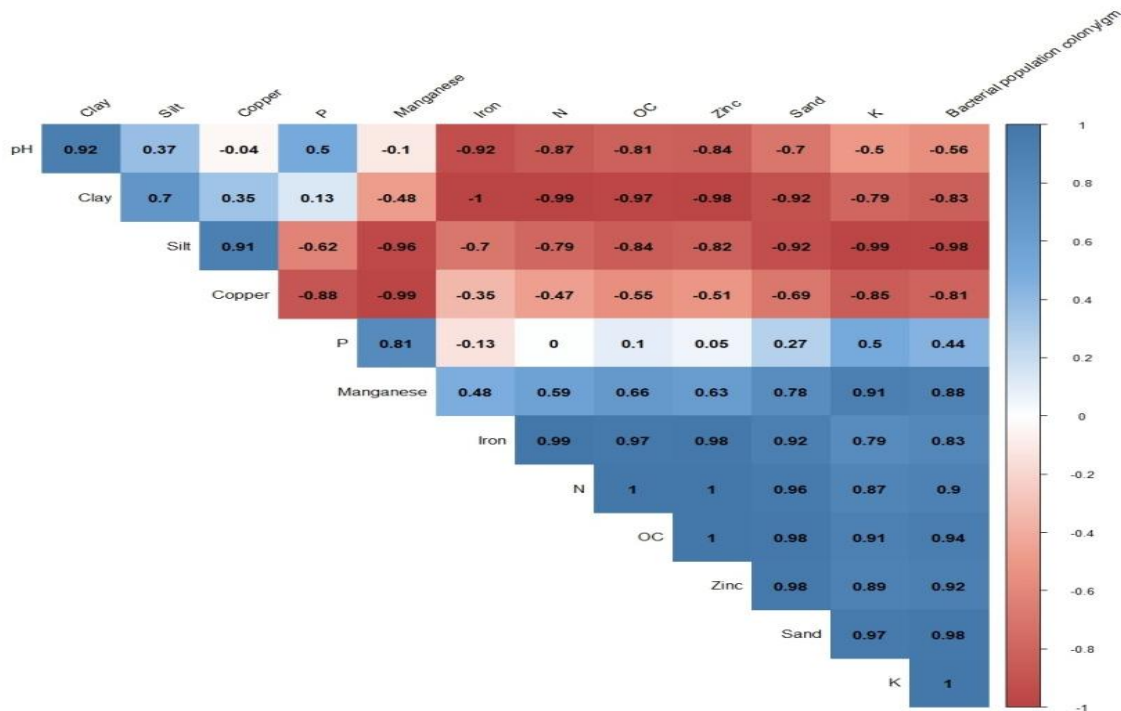 Clay Silt Copper P Manganese Iron N OC Zinc Sand K Bacterial population colony/gm
pH 0.92 0.37 -0.04 0.5 -0.1 -0.92 -0.87 -0.81 -0.84 -0.7 -0.5 -0.56
Clay 0.7 0.35 0.13 -0.48 -1 -0.99 -0.97 -0.98 -0.92 -0.79 -0.83
Silt 0.91 -0.62 -0.96 -0.7 -0.79 -0.84 -0.82 -0.92 -0.99 -0.98
Copper -0.88 -0.99 -0.35 -0.47 -0.55 -0.51 -0.69 -0.85 -0.81
P 0.81 -0.13 0 0.1 0.05 0.27 0.5 0.44
Manganese 0.48 0.59 0.66 0.63 0.78 0.91 0.88
Iron 0.99 0.97 0.98 0.92 0.79 0.83
N 1 1 0.96 0.87 0.9
OC 1 0.98 0.91 0.94
Zinc 0.98 0.89 0.92
Sand 0.97 0.98
K 1
1
0.8
0.6
0.4
0.2
0
-0.2
-0.4
-0.6
-0.8
-1